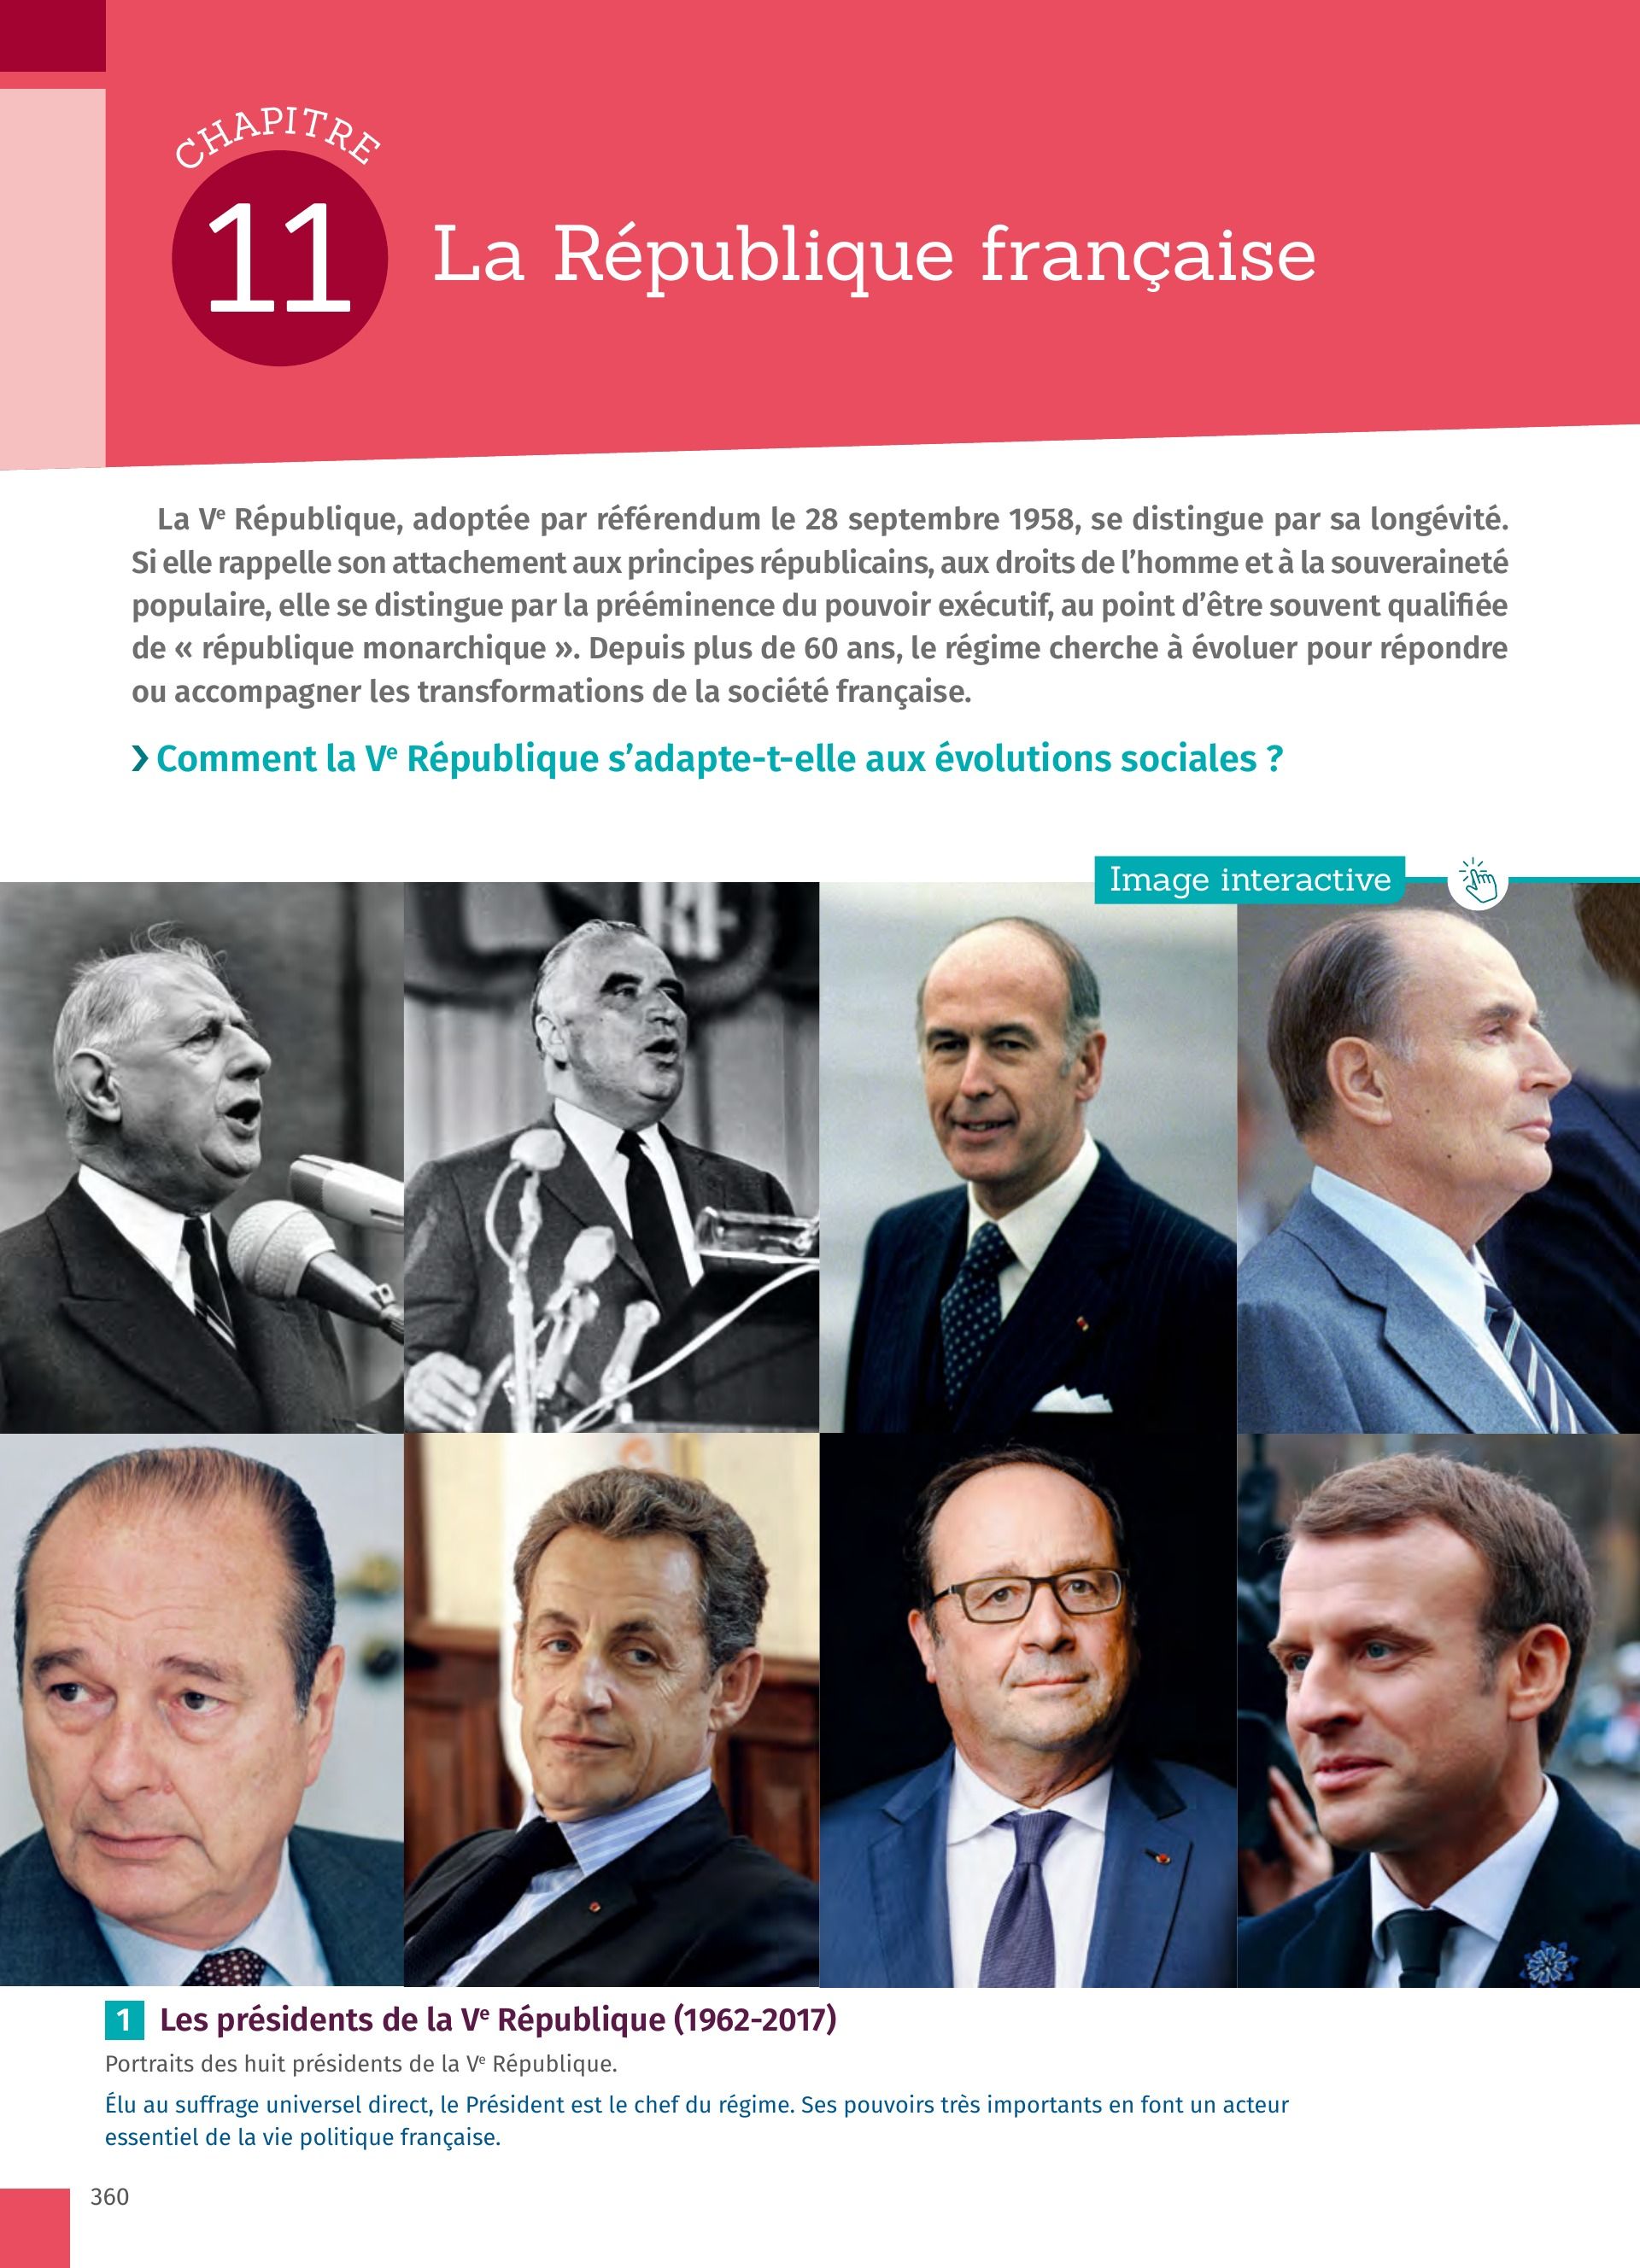 CHAPITRE
11
La République française
La Ve République, adoptée par référendum le 28 septembre 1958, se distingue par sa longévité.
Si elle rappelle son attachement aux principes républicains, aux droits de l’homme et à la souveraineté
populaire, elle se distingue par la prééminence du pouvoir exécutif, au point d’être souvent qualifiée
de « république monarchique ». Depuis plus de 60 ans, le régime cherche à évoluer pour répondre
ou accompagner les transformations de la société française.
Comment la Ve République s’adapte-t-elle aux évolutions sociales ?
Image interactive
1 Les présidents de la Ve République (1962-2017)
Portraits des huit présidents de la Ve République.
Élu au suffrage universel direct, le Président est le chef du régime. Ses pouvoirs très importants en font un acteur
essentiel de la vie politique française.
360